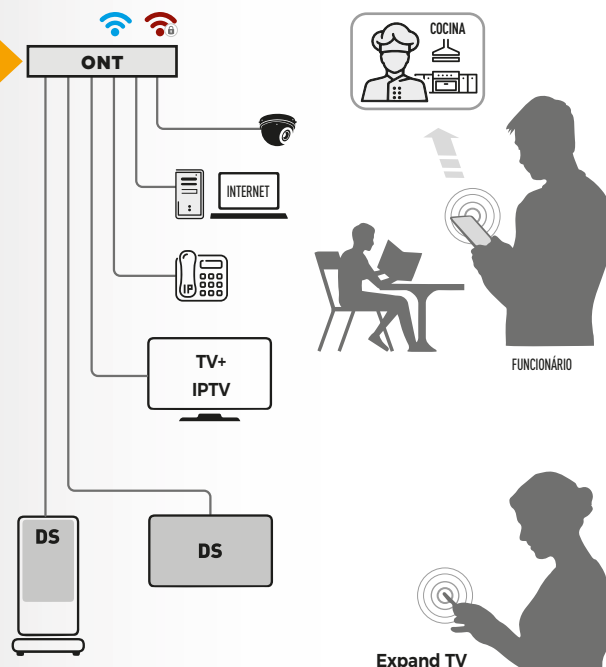 ONT
COCINA
INTERNET
IP
FUNCIONÁRIO
TV+
IPTV
DS
DS
Expand TV